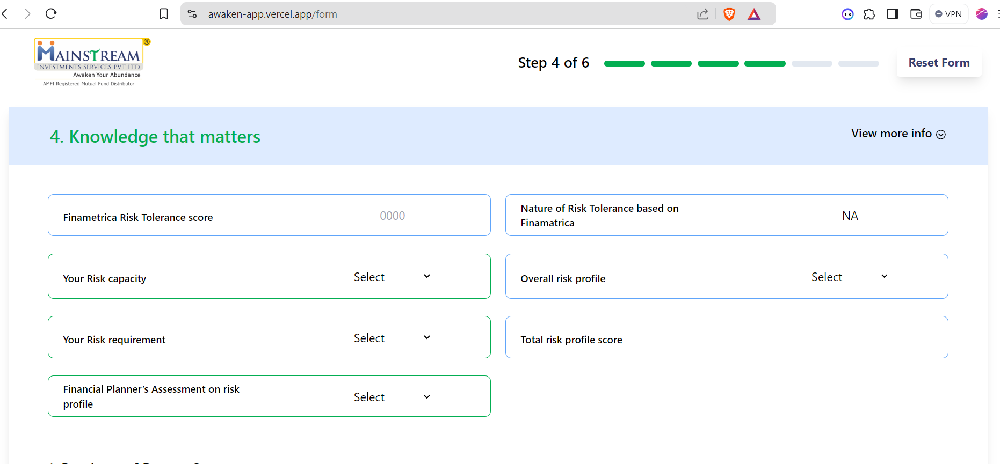 awaken-app.vercel.app/form
VPN
MAINSTREAM ®
INVESTMENTS SERVICES PVT LTD.
Awaken Your Abundance
AMFI Registered Mutual Fund Distributor
Step 4 of 6
Reset Form
4. Knowledge that matters
View more info
Finametrica Risk Tolerance score
0000
Nature of Risk Tolerance based on
Finamatrica
NA
Your Risk capacity
Select
Overall risk profile
Select
Your Risk requirement
Select
Total risk profile score
Financial Planner's Assessment on risk
profile
Select